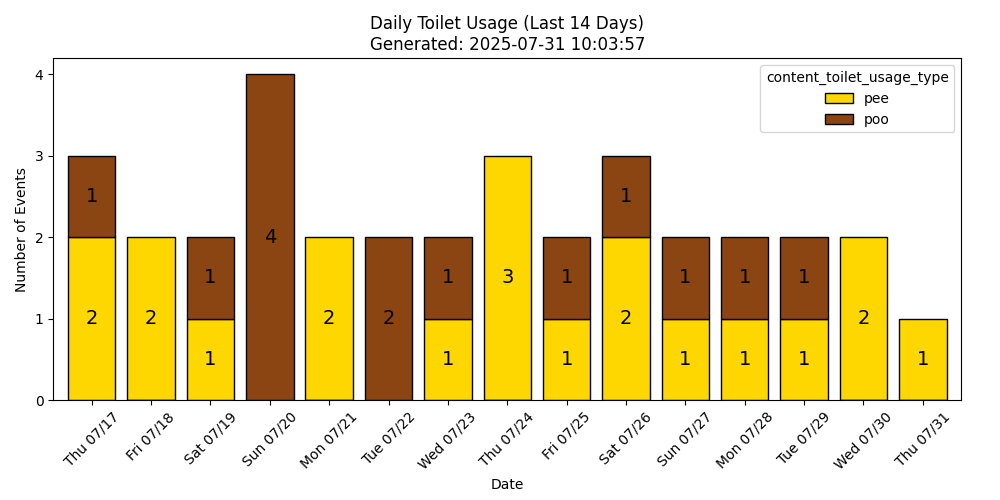 Daily Toilet Usage (Last 14 Days)
Generated: 2025-07-31 10:03:57
content_toilet_usage_type
pee
poo
Number of Events
4
3
2
1
0
2
1
2
1
1
4
2
2
1
1
3
1
1
2
1
1
1
1
1
1
1
2
1
Thu 07/17
Fri 07/18
Sat 07/19
Sun 07/20
Mon 07/21
Tue 07/22
Wed 07/23
Thu 07/24
Fri 07/25
Sat 07/26
Sun 07/27
Mon 07/28
Tue 07/29
Wed 07/30
Thu 07/31
Date